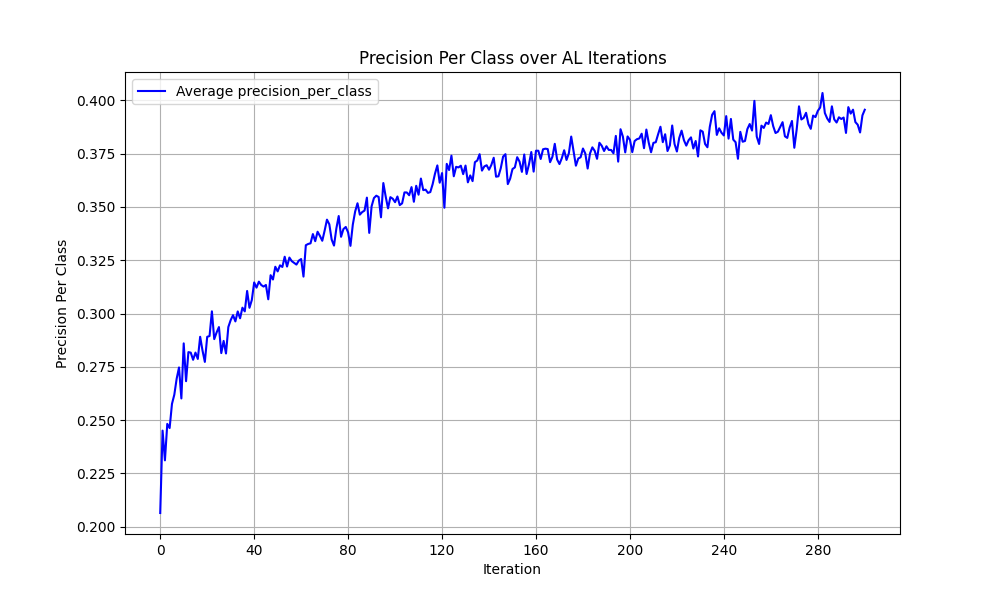 Precision Per Class over AL Iterations
Average precision_per_class
0.400
0.375
0.350
0.325
0.300
0.275
0.250
0.225
0.200
Precision Per Class
0 40 80 120 160 200 240 280
Iteration